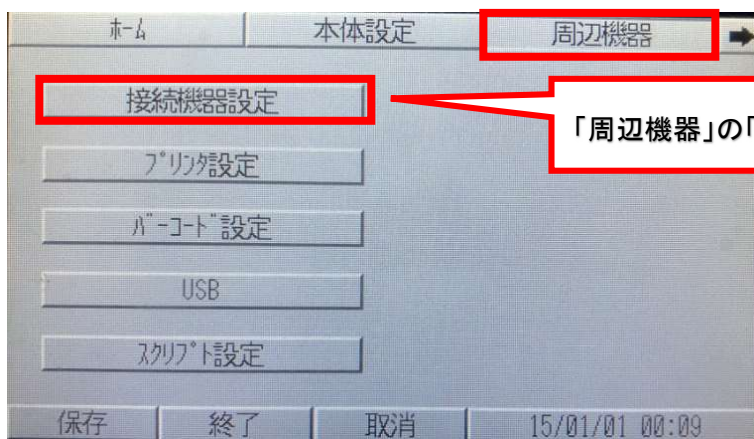 ホーム 本体設定 周辺機器
接続機器設定
「周辺機器」の「
プリンタ設定
バーコード設定
USB
スクリプト設定
保存 終了 取消 15/01/01 00:09